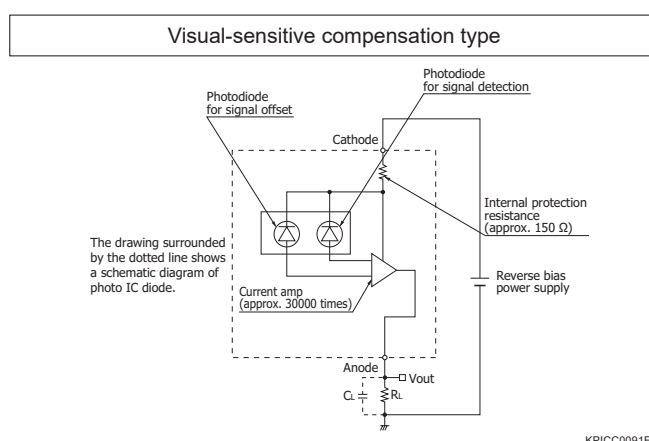 Visual-sensitive compensation type
Photodiode
for signal detection
Photodiode
for signal offset
Cathode
Internal protection
resistance
(approx. 150 Ω)
The drawing surrounded
by the dotted line shows
a schematic diagram of
photo IC diode.
Reverse bias
power supply
Current amp
(approx. 30000 times)
Anode
Vout
CL
RL
KPICC0091E